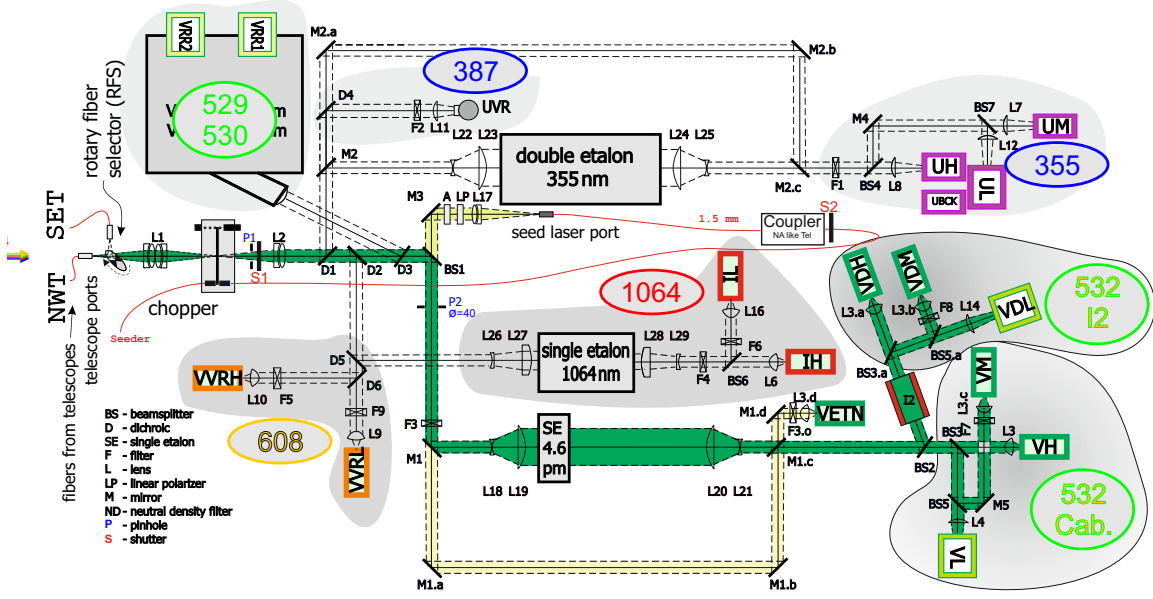 VRR2
VRR1
M2.a
M2.b
387
D4
rotary fiber
selector (RFS)
529
530
V
m
V
m
F2
L11
UVR
L22
L23
L24
L25
M2
double etalon
355nm
M2.c
F1
M4
BS7
L7
UM
L12
BS4
L8
UH
UL
UBCK
355
M3
A
LP
L17
seed laser port
1.5 mm
Coupler
NA like Tel
S2
SET
NWT
L1
P1
S1
L2
D1
D2
D3
BS1
chopper
Seeder
telescope ports
fibers from telescopes
P2
Ø=40
1064
IL
L16
F6
L26
L27
single etalon
1064nm
L28
L29
F4
BS6
L6
IH
D5
D6
VVRH
L10
F5
F9
L9
VVRL
608
VDH
VDM
L3.a
L3.b
F8
L14
VDL
532
I2
BS5.a
BS3.a
I2
VM
L3.c
F7
BS3
L3
VH
BS2
BS5
M5
L4
VL
532
Cab.
M1.d
L3.d
VETN
F3.o
F3
M1
SE
4.6
pm
L18
L19
L20
L21
M1.c
M1.a
M1.b
BS - beamsplitter
D - dichroic
SE - single etalon
F - filter
L - lens
LP - linear polarizer
M - mirror
ND - neutral density filter
P - pinhole
S - shutter